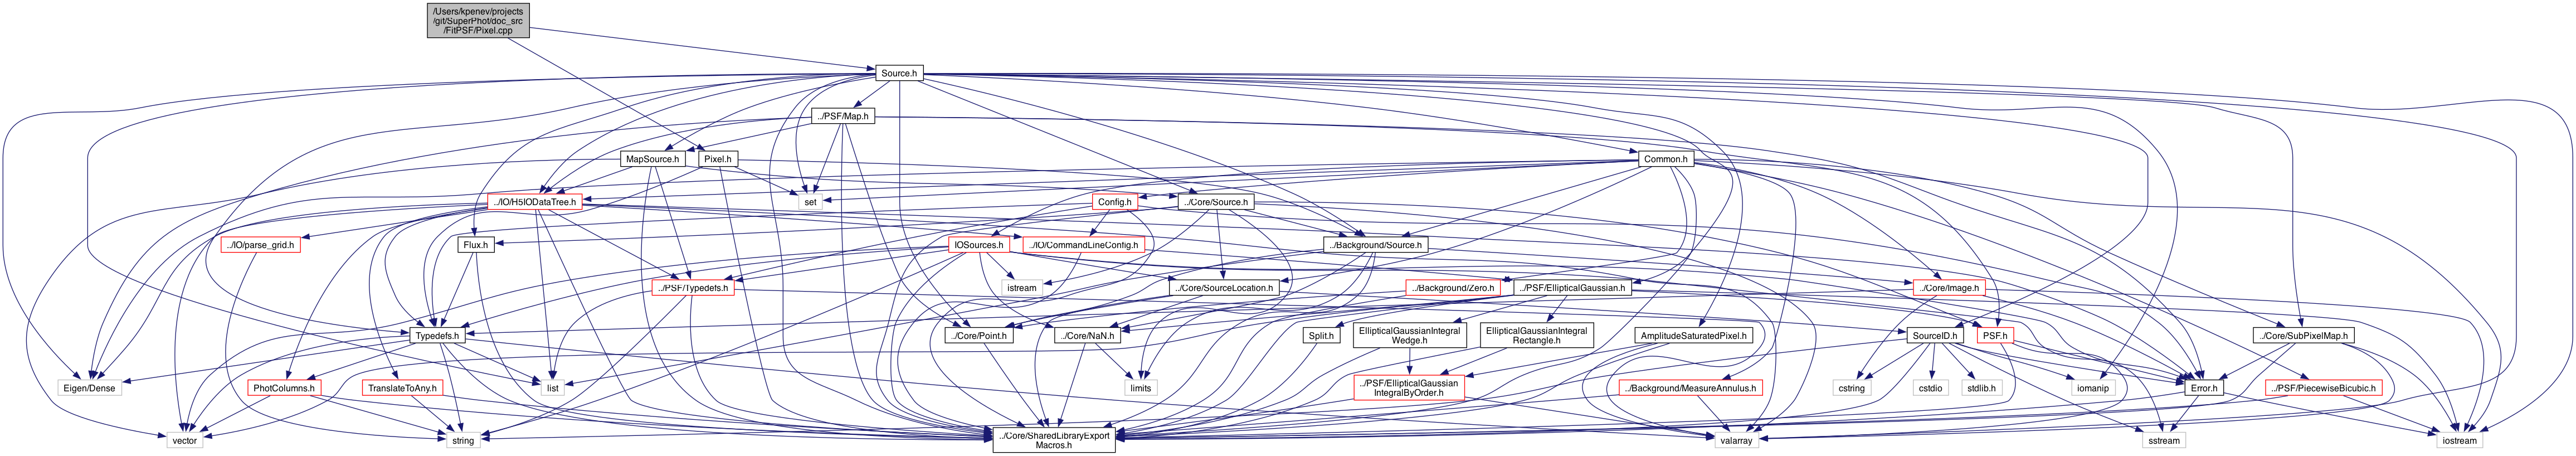 /Users/kpenev/projects
/git/SuperPhot/doc_src
/FitPSF/Pixel.cpp
Source.h
../PSF/Map.h
MapSource.h
Pixel.h
Common.h
../IO/H5IODataTree.h
set
Config.h
../Core/Source.h
../IO/parse_grid.h
Flux.h
IOSources.h
../IO/CommandLineConfig.h
../Background/Source.h
../PSF/Typedefs.h
istream
../Core/SourceLocation.h
../Background/Zero.h
../PSF/EllipticalGaussian.h
../Core/Image.h
Typedefs.h
../Core/Point.h
../Core/NaN.h
Split.h
EllipticalGaussianIntegral
Wedge.h
EllipticalGaussianIntegral
Rectangle.h
AmplitudeSaturatedPixel.h
SourceID.h
PSF.h
../Core/SubPixelMap.h
Eigen/Dense
PhotColumns.h
TranslateToAny.h
list
limits
../PSF/EllipticalGaussian
IntegralByOrder.h
../Background/MeasureAnnulus.h
cstring
cstdio
stdlib.h
iomanip
Error.h
../PSF/PiecewiseBicubic.h
vector
string
../Core/SharedLibraryExport
Macros.h
valarray
sstream
iostream